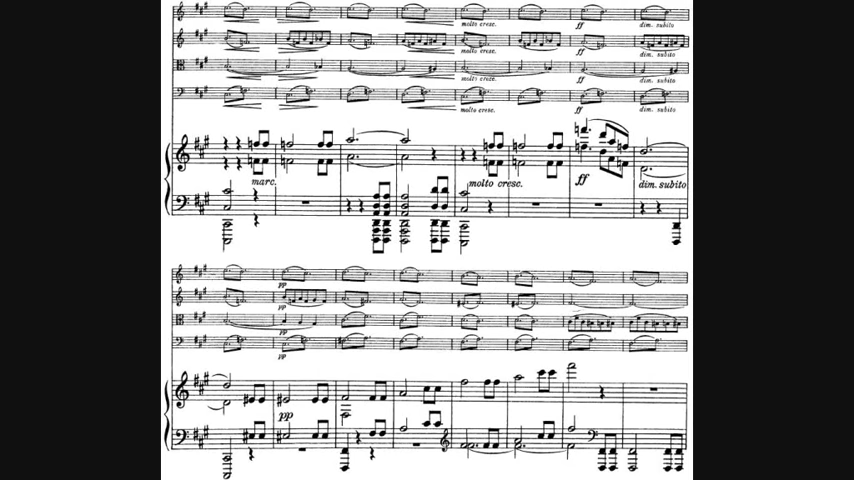 molto cresc. ff dim. subito
molto cresc. ff dim. subito
molto cresc. ff dim. subito
molto cresc. ff dim. subito
marc. molto cresc. ff dim. subito
pp
pp
pp
pp
pp